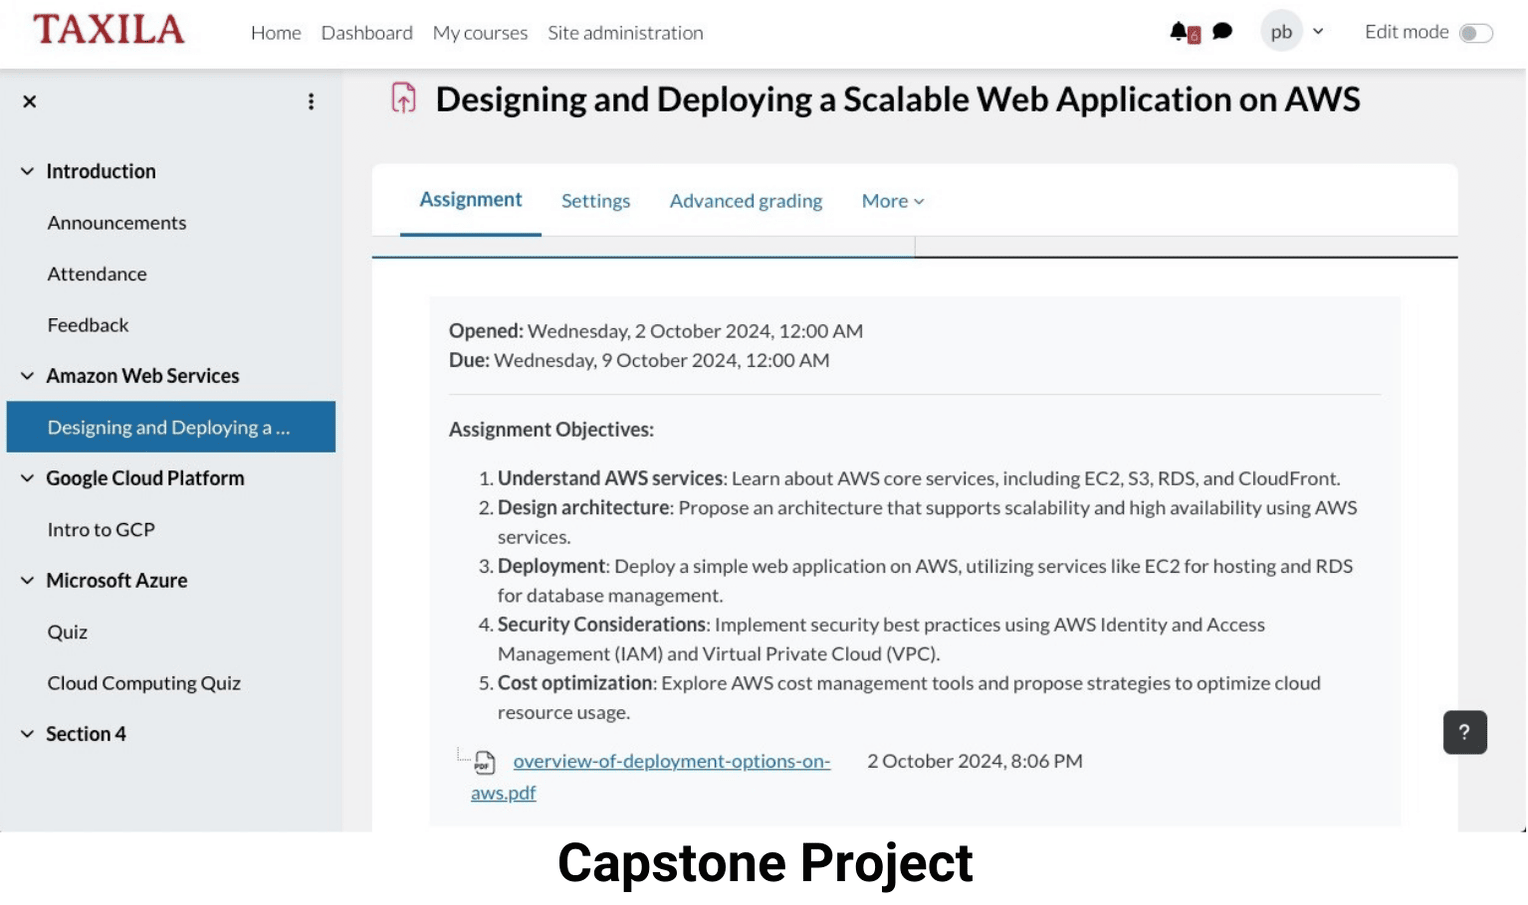 TAXILA
Home Dashboard My courses Site administration
6 pb Edit mode
Designing and Deploying a Scalable Web Application on AWS
Introduction
Announcements
Attendance
Feedback
Amazon Web Services
Designing and Deploying a ...
Google Cloud Platform
Intro to GCP
Microsoft Azure
Quiz
Cloud Computing Quiz
Section 4
Assignment Settings Advanced grading More
Opened: Wednesday, 2 October 2024, 12:00 AM
Due: Wednesday, 9 October 2024, 12:00 AM
Assignment Objectives:
1. Understand AWS services: Learn about AWS core services, including EC2, S3, RDS, and CloudFront.
2. Design architecture: Propose an architecture that supports scalability and high availability using AWS
services.
3. Deployment: Deploy a simple web application on AWS, utilizing services like EC2 for hosting and RDS
for database management.
4. Security Considerations: Implement security best practices using AWS Identity and Access
Management (IAM) and Virtual Private Cloud (VPC).
5. Cost optimization: Explore AWS cost management tools and propose strategies to optimize cloud
resource usage.
PDF overview-of-deployment-options-on- 2 October 2024, 8:06 PM
aws.pdf
?
Capstone Project